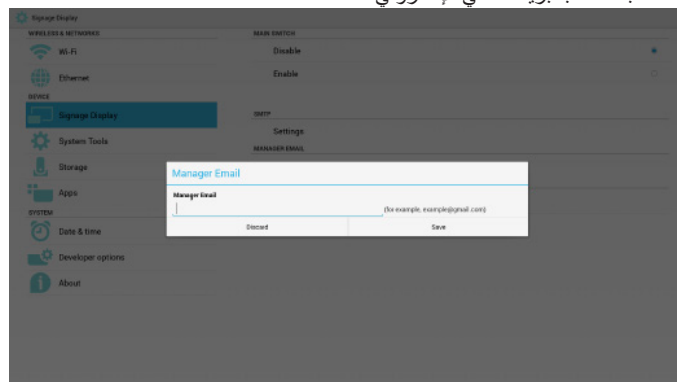 Signage Display
WIRELESS & NETWORKS
Wi-Fi
Ethernet
DEVICE
Signage Display
System Tools
Storage
Apps
SYSTEM
Date & time
Developer options
About
MAIN SWITCH
Disable
Enable
SMTP
Settings
MANAGER EMAIL
Manager Email
Manager Email
(for example, example@gmail.com)
Discard
Save